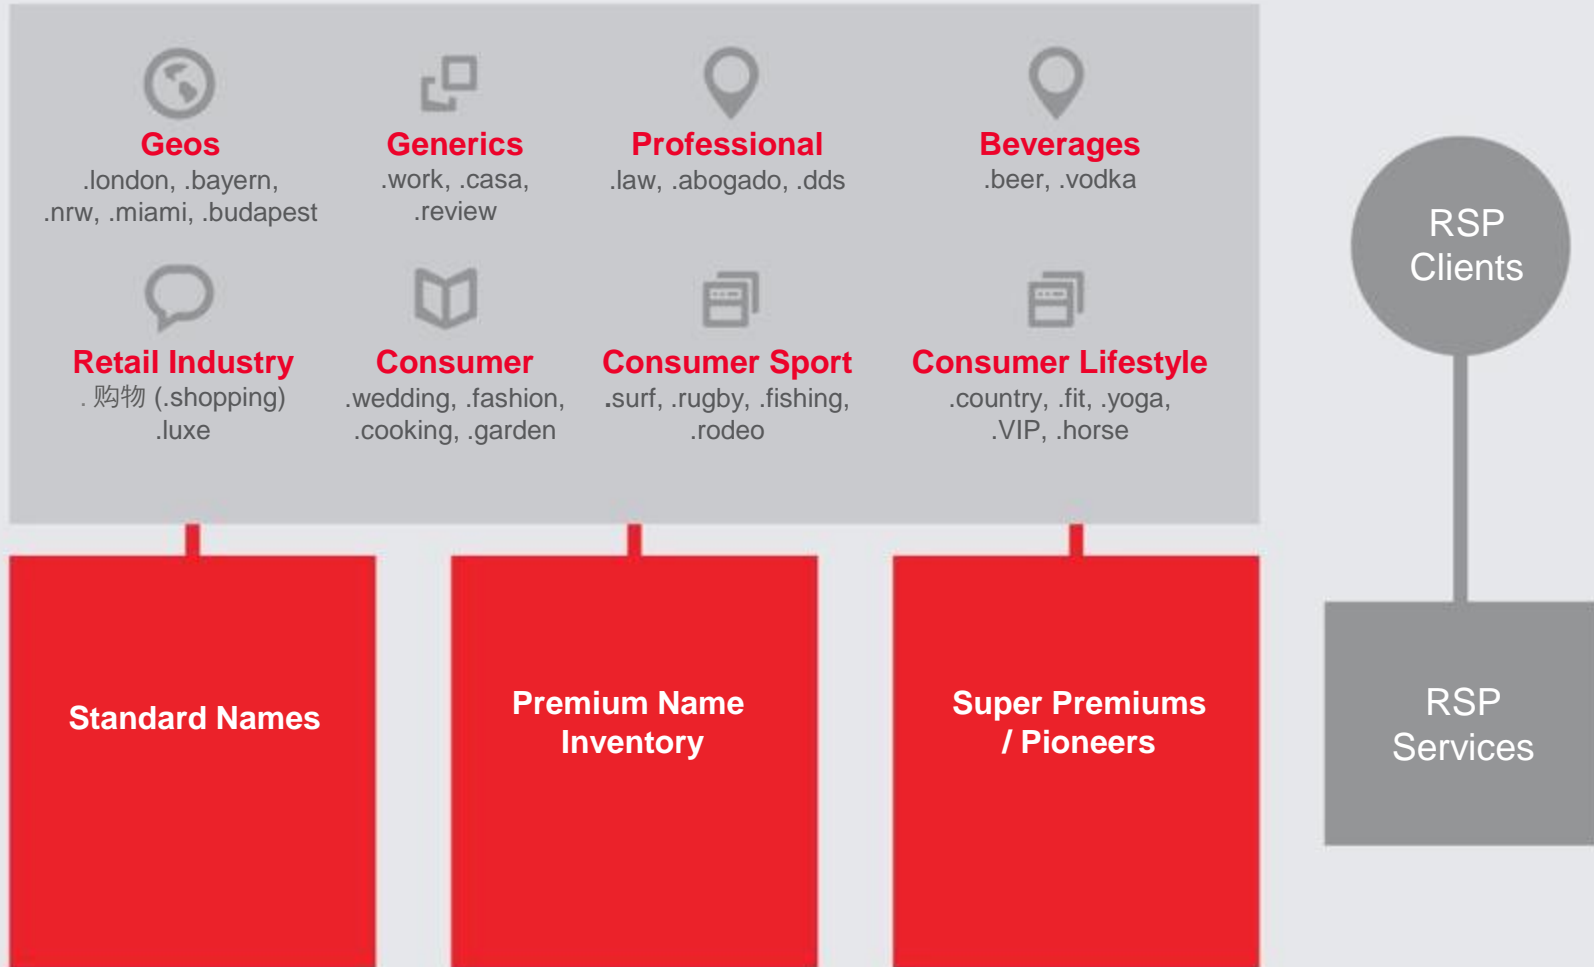 Geos
.london, .bayern,
.nrw, .miami, .budapest
Generics
.work, .casa,
.review
Professional
.law, .abogado, .dds
Beverages
.beer, .vodka
Retail Industry
. 购物 (.shopping)
.luxe
Consumer
.wedding, .fashion,
.cooking, .garden
Consumer Sport
.surf, .rugby, .fishing,
.rodeo
Consumer Lifestyle
.country, .fit, .yoga,
.VIP, .horse
RSP
Clients
Standard Names
Premium Name
Inventory
Super Premiums
/ Pioneers
RSP
Services